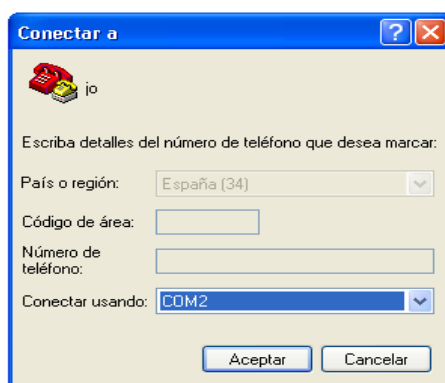 Conectar a
jo
Escriba detalles del número de teléfono que desea marcar:
País o región: España (34)
Código de área:
Número de
teléfono:
Conectar usando: COM2
Aceptar Cancelar